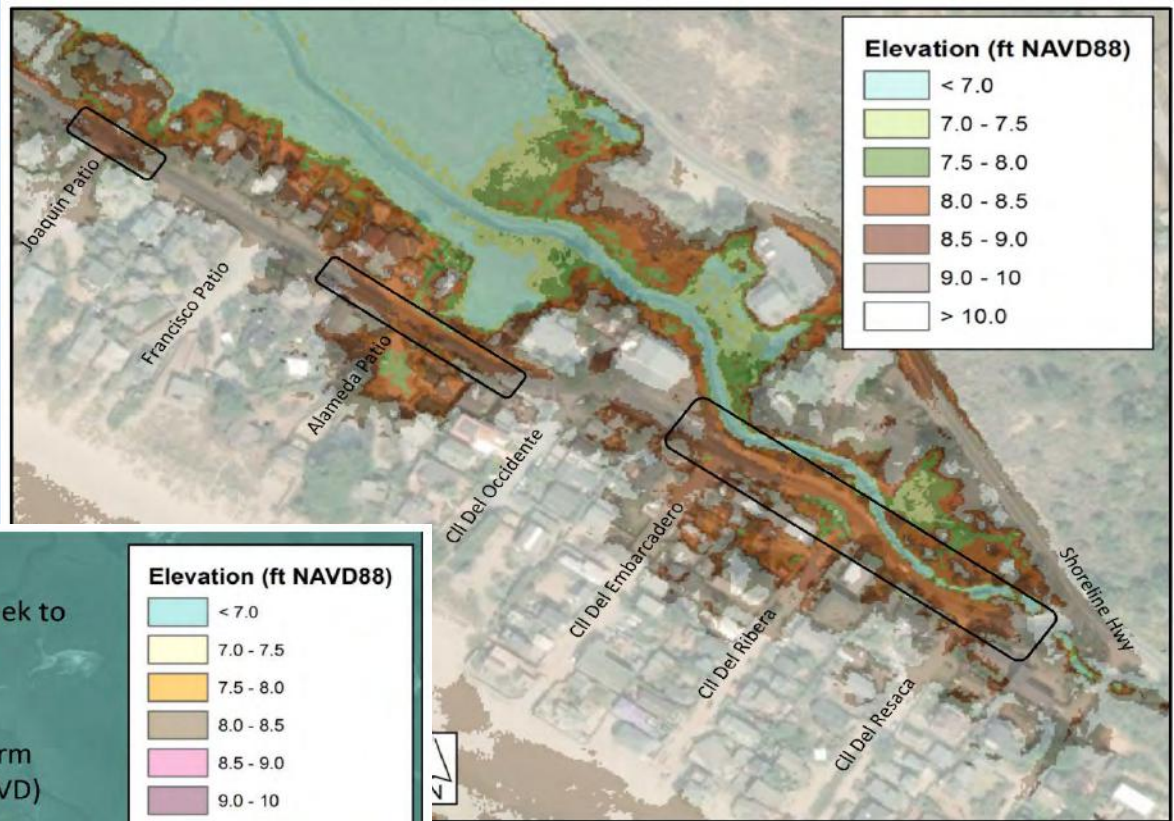 Elevation (ft NAVD88)
< 7.0
7.0 - 7.5
7.5 - 8.0
8.0 - 8.5
8.5 - 9.0
9.0 - 10
> 10.0
Joaquin Patio
Francisco Patio
Alameda Patio
Cll Del Occidente
Cll Del Embarcadero
Cll Del Ribera
Cll Del Resaca
Shoreline Hwy
Elevation (ft NAVD88)
< 7.0
7.0 - 7.5
7.5 - 8.0
8.0 - 8.5
8.5 - 9.0
9.0 - 10
ek to
rm
VD)